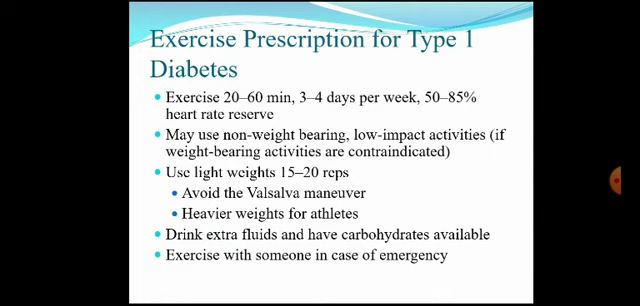 Exercise Prescription for Type 1
Diabetes
Exercise 20–60 min, 3–4 days per week, 50–85%
heart rate reserve
May use non-weight bearing, low-impact activities (if
weight-bearing activities are contraindicated)
Use light weights 15–20 reps
Avoid the Valsalva maneuver
Heavier weights for athletes
Drink extra fluids and have carbohydrates available
Exercise with someone in case of emergency